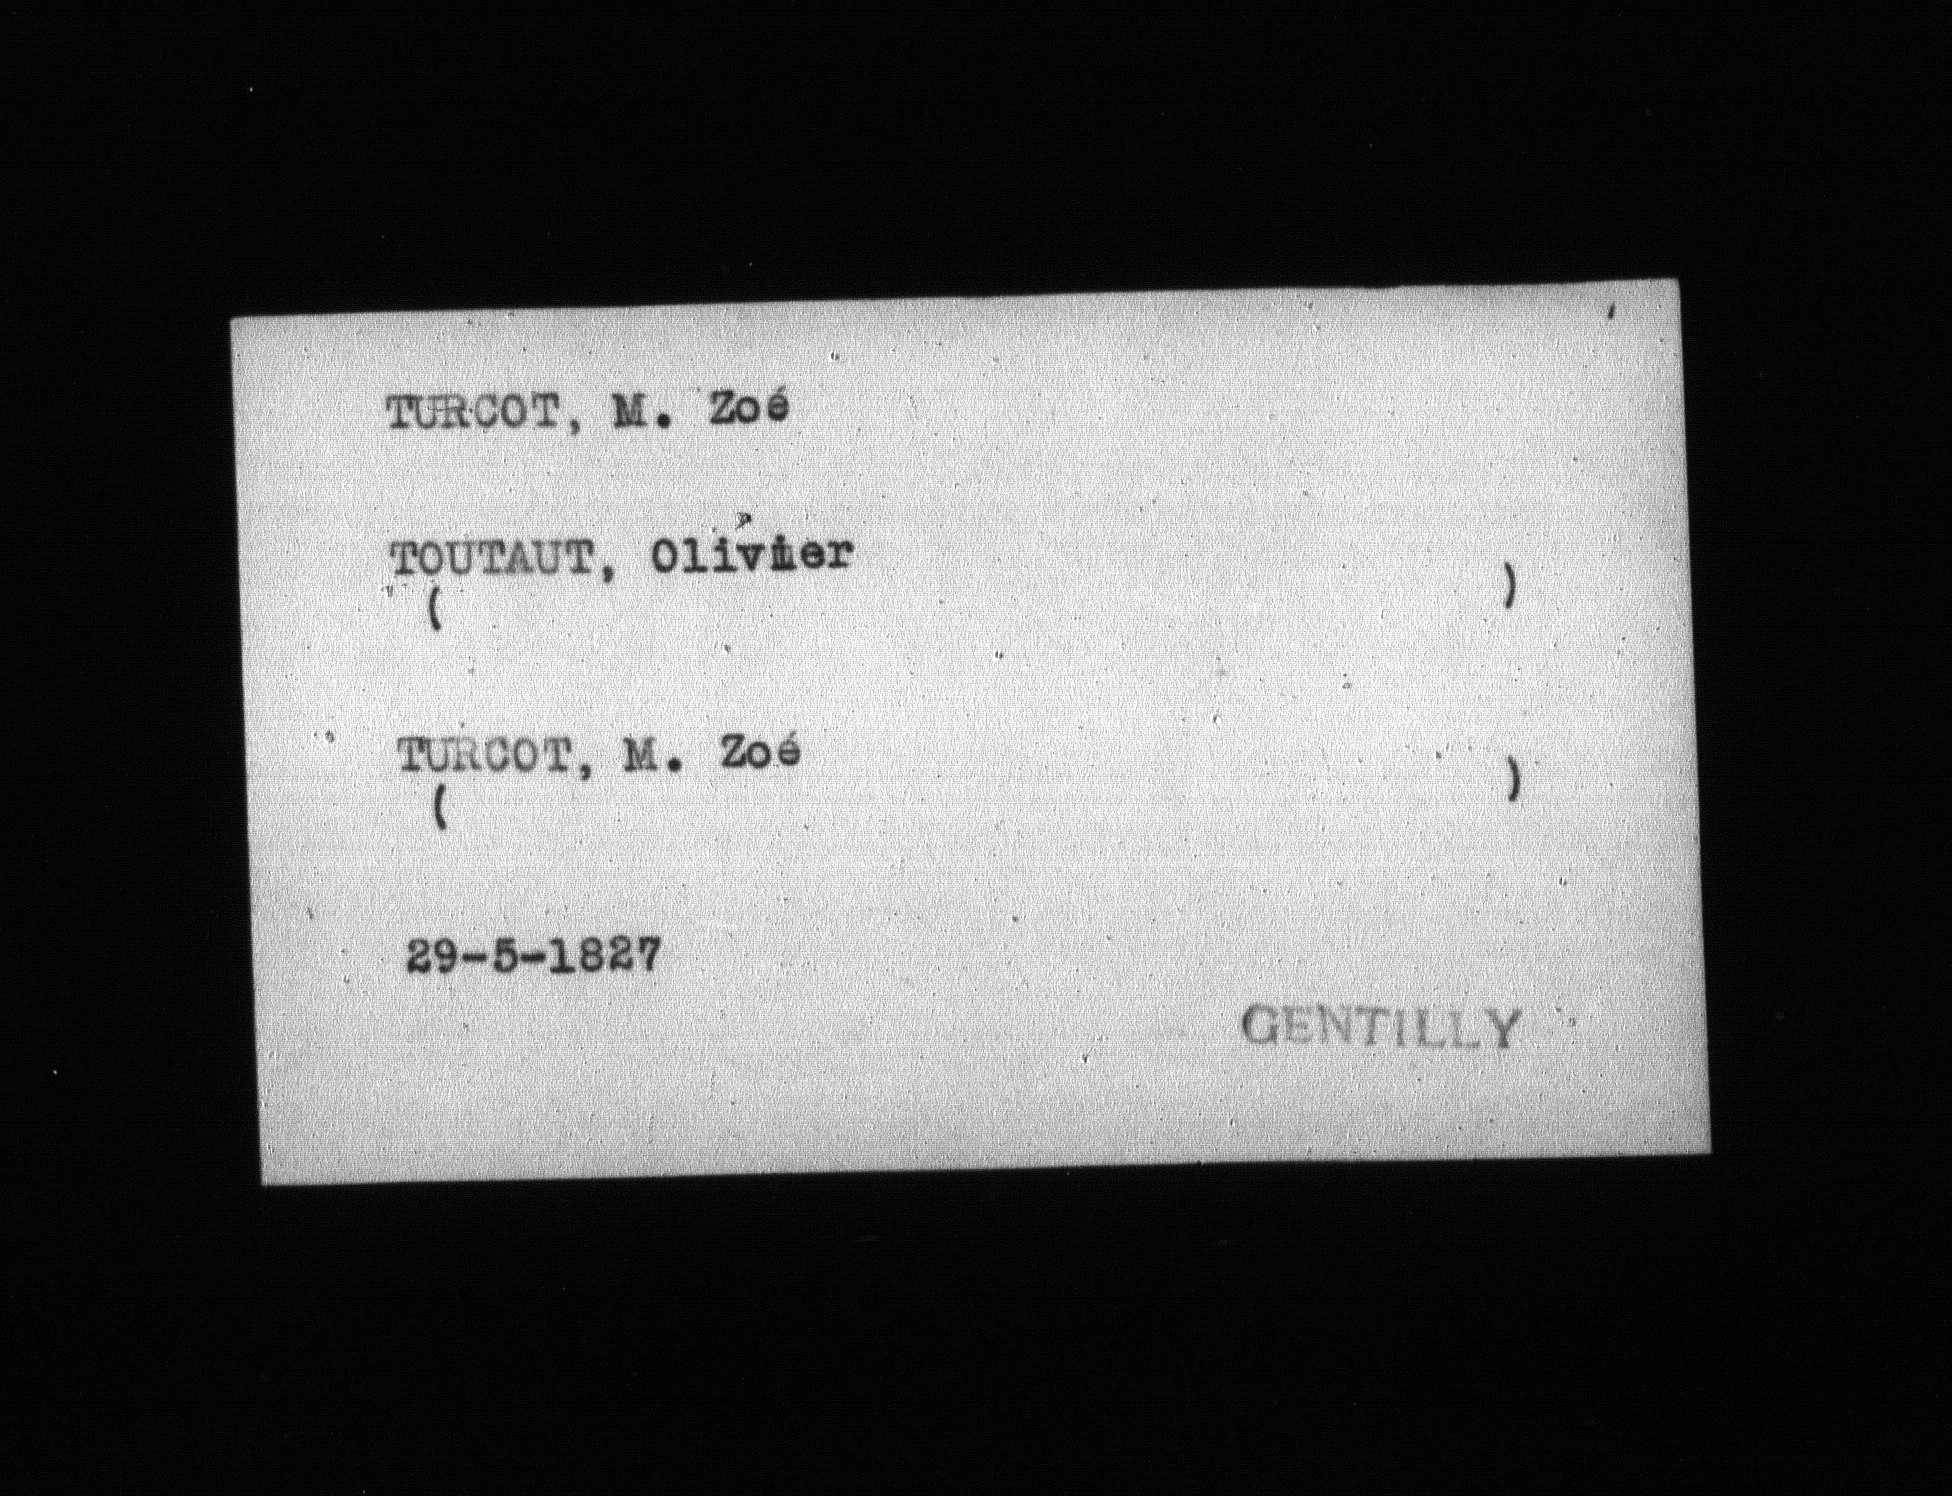 TURCOT, M. Zoé
TOUTAUT, Olivier
( )
TURCOT, M. Zoé
( )
29-5-1827
GENTILLY